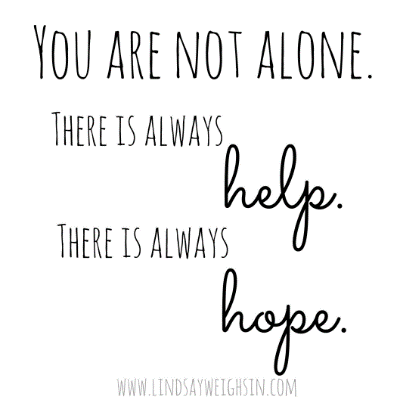 YOU ARE NOT ALONE.
THERE IS ALWAYS
help.
THERE IS ALWAYS
hope.
WWW.LINDSAYWEIGHSIN.COM